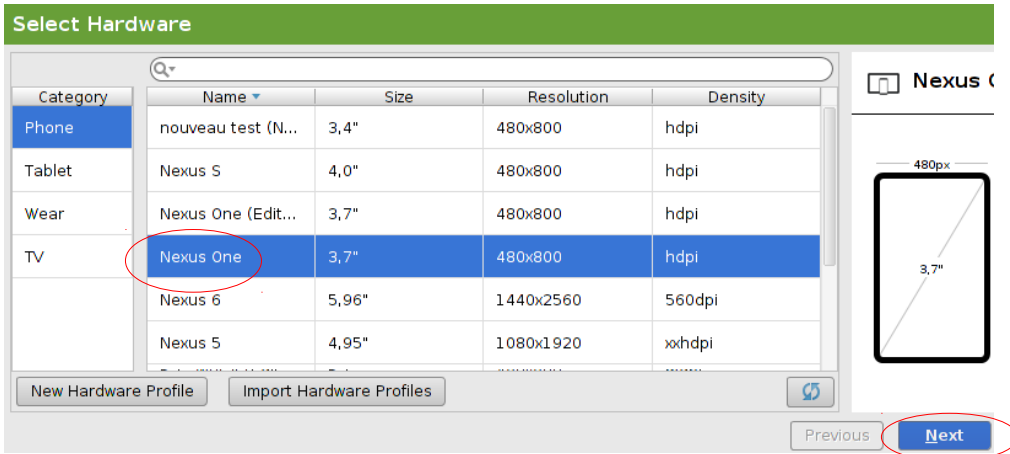 Select Hardware
Category Name Size Resolution Density
Phone nouveau test (N... 3,4" 480x800 hdpi
Tablet Nexus S 4,0" 480x800 hdpi
Wear Nexus One (Edit... 3,7" 480x800 hdpi
TV Nexus One 3,7" 480x800 hdpi
Nexus 6 5,96" 1440x2560 560dpi
Nexus 5 4,95" 1080x1920 xxhdpi
New Hardware Profile Import Hardware Profiles
Nexus
480px
3,7"
Previous Next